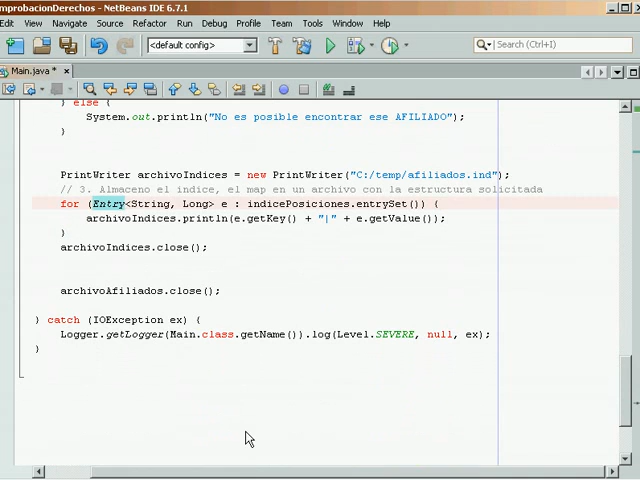 mprobacionDerechos - NetBeans IDE 6.7.1
Edit View Navigate Source Refactor Run Debug Profile Team Tools Window Help
<default config> Search (Ctrl+I)
Main.java * x
} else {
System.out.println("No es posible encontrar ese AFILIADO");
}
PrintWriter archivoIndices = new PrintWriter("C:/temp/afiliados.ind");
// 3. Almaceno el indice, el map en un archivo con la estructura solicitada
for (Entry<String, Long> e : indicePosiciones.entrySet()) {
archivoIndices.println(e.getKey() + "|" + e.getValue());
}
archivoIndices.close();
archivoAfiliados.close();
} catch (IOException ex) {
Logger.getLogger(Main.class.getName()).log(Level.SEVERE, null, ex);
}